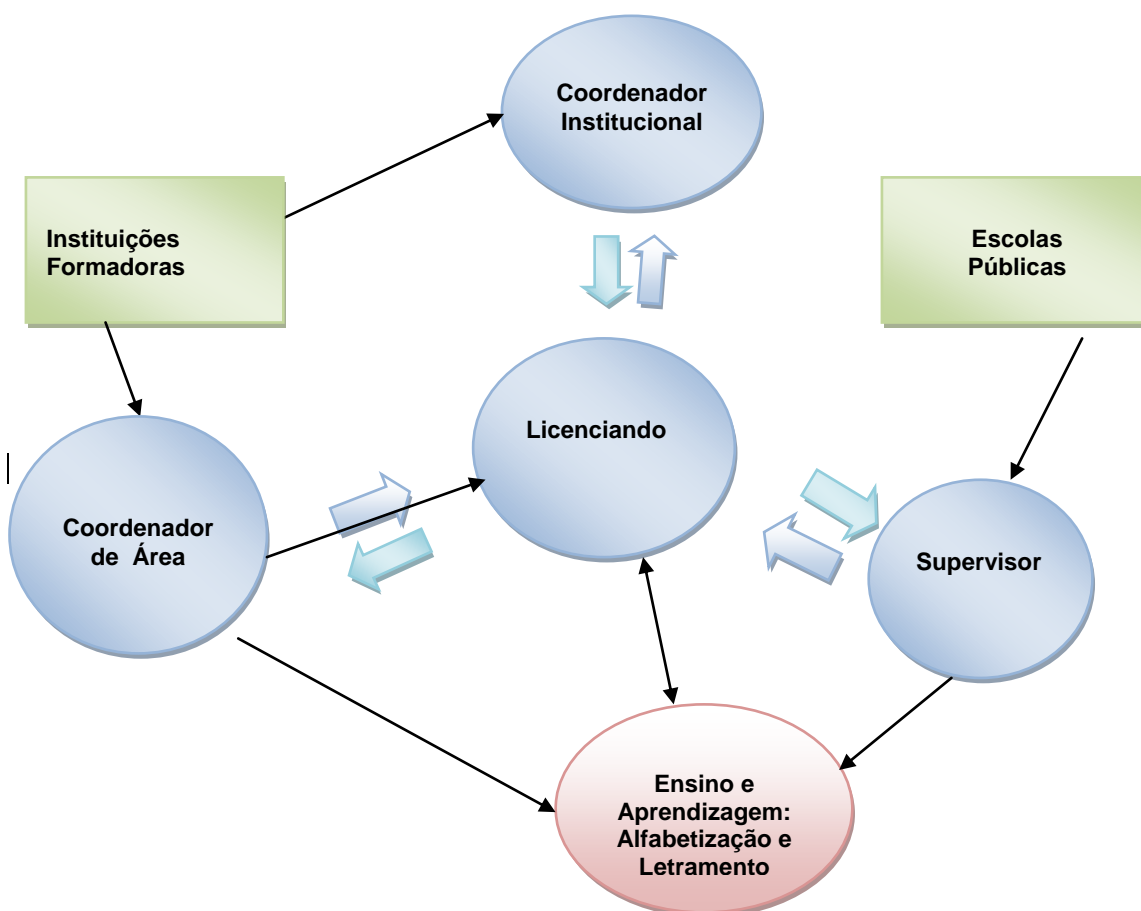 Coordenador
Institucional
Instituições
Formadoras
Escolas
Públicas
Licenciando
Coordenador
de Área
Supervisor
Ensino e
Aprendizagem:
Alfabetização e
Letramento